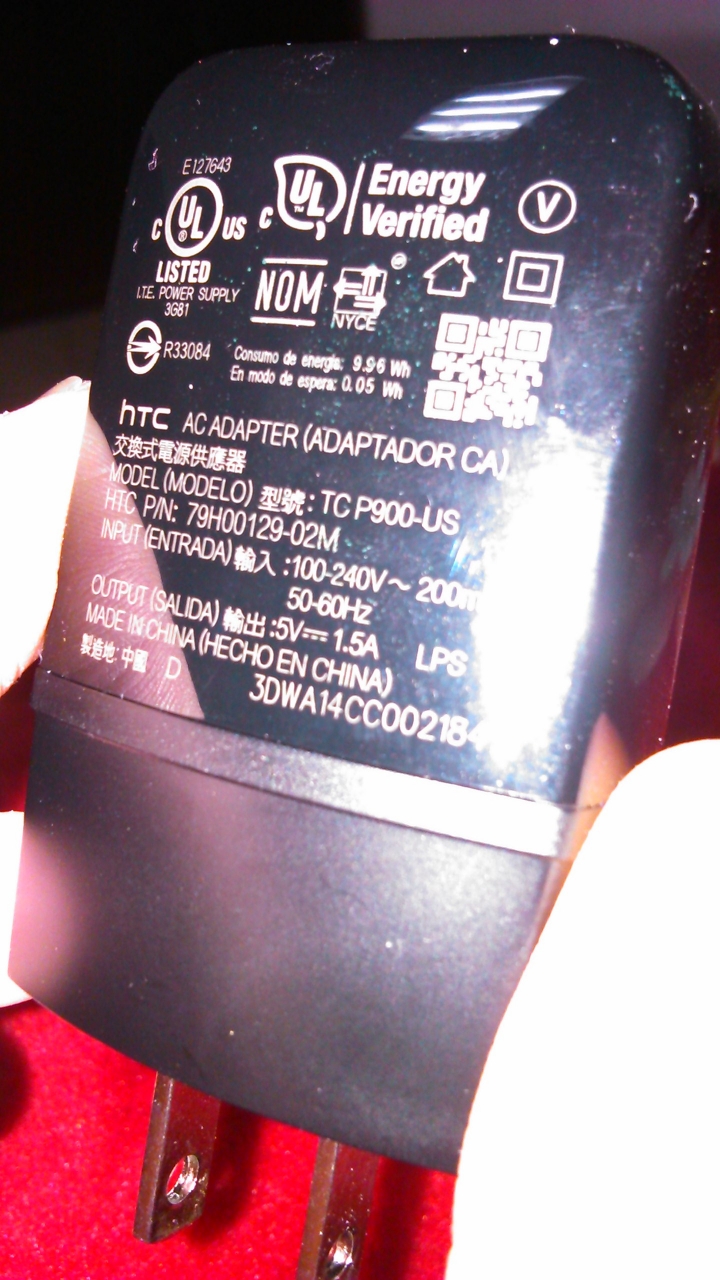 E127643
C UL US
LISTED
I.T.E. POWER SUPPLY
3G81
C UL Energy Verified
V
NOM
NYCE
R33084
Consumo de energía: 9.96 Wh
En modo de espera: 0.05 Wh
hTC AC ADAPTER (ADAPTADOR CA)
交換式電源供應器
MODEL (MODELO) 型號: TC P900-US
HTC P/N: 79H00129-02M
INPUT (ENTRADA) 輸入 :100-240V～ 200m
50-60Hz
OUTPUT (SALIDA) 輸出 :5V⎓ 1.5A LPS
MADE IN CHINA (HECHO EN CHINA)
製造地: 中國 D
3DWA14CC002184